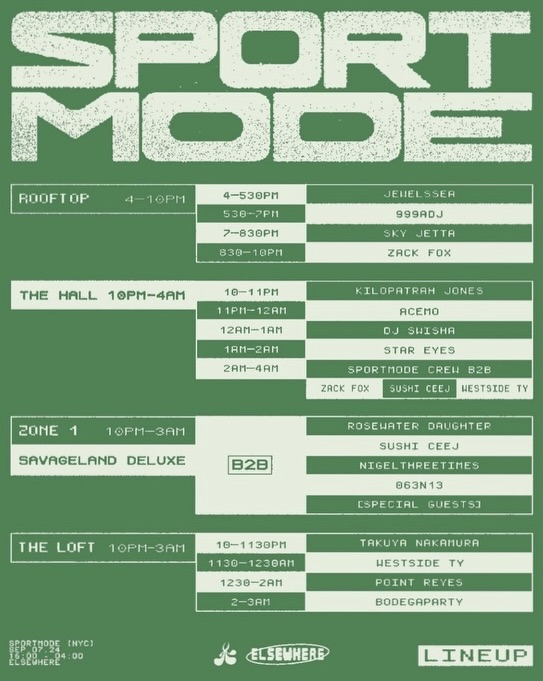 SPORT
MODE
ROOFTOP 4-10PM
4-530PM JEWELSSEA
530-7PM 999ADJ
7-830PM SKY JETTA
830-10PM ZACK FOX
THE HALL 10PM-4AM
10-11PM KILOPATRAH JONES
11PM-12AM ACEMO
12AM-1AM DJ SWISHA
1AM-2AM STAR EYES
2AM-4AM SPORTMODE CREW B2B
ZACK FOX SUSHI CEEJ WESTSIDE TY
ZONE 1 10PM-3AM
SAVAGELAND DELUXE
B2B
ROSEWATER DAUGHTER
SUSHI CEEJ
NIGELTHREETIMES
063N13
[SPECIAL GUESTS]
THE LOFT 10PM-3AM
10-1130PM TAKUYA NAKAMURA
1130-1230AM WESTSIDE TY
1230-2AM POINT REYES
2-3AM BODEGAPARTY
SPORTMODE [NYC]
SEP.07.24
16:00 - 04:00
ELSEWHERE
ELSEWHERE
LINEUP